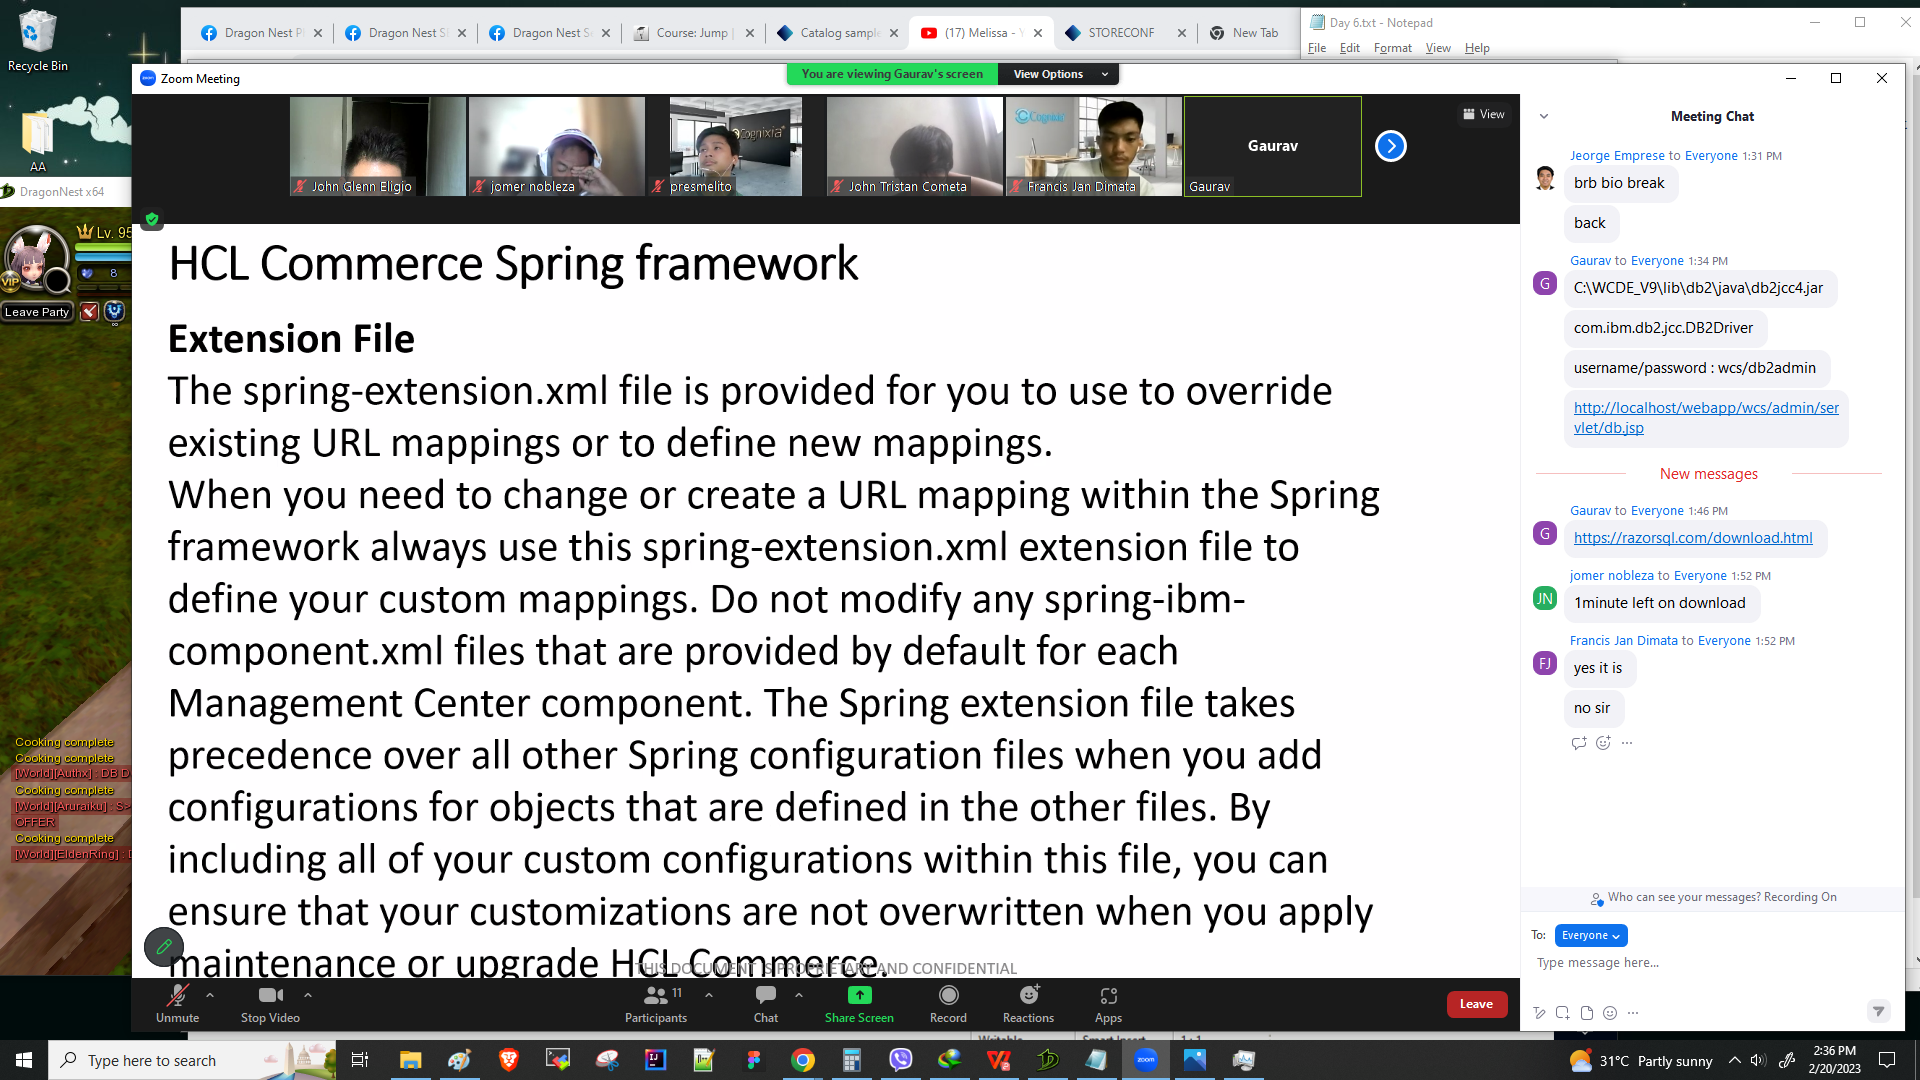 Recycle Bin
AA
DragonNest x64
Lv. 95
8
VIP
Leave Party
Cooking complete
Cooking complete
[World][Authx] : DB D
Cooking complete
[World][Aruraiku] : S>
OFFER
Cooking complete
[World][EldenRing] :
Dragon Nest P
Dragon Nest S
Dragon Nest S
Course: Jump |
Catalog sample
(17) Melissa - Y
STORECONF
New Tab
Day 6.txt - Notepad
File Edit Format View Help
Zoom Meeting
You are viewing Gaurav's screen
View Options
John Glenn Eligio
jomer nobleza
Cognixia
presmelito
John Tristan Cometa
Cognixia
Francis Jan Dimata
Gaurav
Gaurav
View
HCL Commerce Spring framework
Extension File
The spring-extension.xml file is provided for you to use to override
existing URL mappings or to define new mappings.
When you need to change or create a URL mapping within the Spring
framework always use this spring-extension.xml extension file to
define your custom mappings. Do not modify any spring-ibm-
component.xml files that are provided by default for each
Management Center component. The Spring extension file takes
precedence over all other Spring configuration files when you add
configurations for objects that are defined in the other files. By
including all of your custom configurations within this file, you can
ensure that your customizations are not overwritten when you apply
maintenance or upgrade HCL Commerce.
THIS DOCUMENT IS PROPRIETARY AND CONFIDENTIAL
Unmute
Stop Video
11
Participants
Chat
Share Screen
Record
Reactions
Apps
Leave
Meeting Chat
Jeorge Emprese to Everyone 1:31 PM
brb bio break
back
Gaurav to Everyone 1:34 PM
G
C:\WCDE_V9\lib\db2\java\db2jcc4.jar
com.ibm.db2.jcc.DB2Driver
username/password : wcs/db2admin
http://localhost/webapp/wcs/admin/ser
vlet/db.jsp
New messages
Gaurav to Everyone 1:46 PM
G
https://razorsql.com/download.html
jomer nobleza to Everyone 1:52 PM
JN
1minute left on download
Francis Jan Dimata to Everyone 1:52 PM
FJ
yes it is
no sir
Who can see your messages? Recording On
To: Everyone
Type message here...
Writable
Smart Insert
1 : 1
Type here to search
zoom
31°C Partly sunny
2:36 PM
2/20/2023